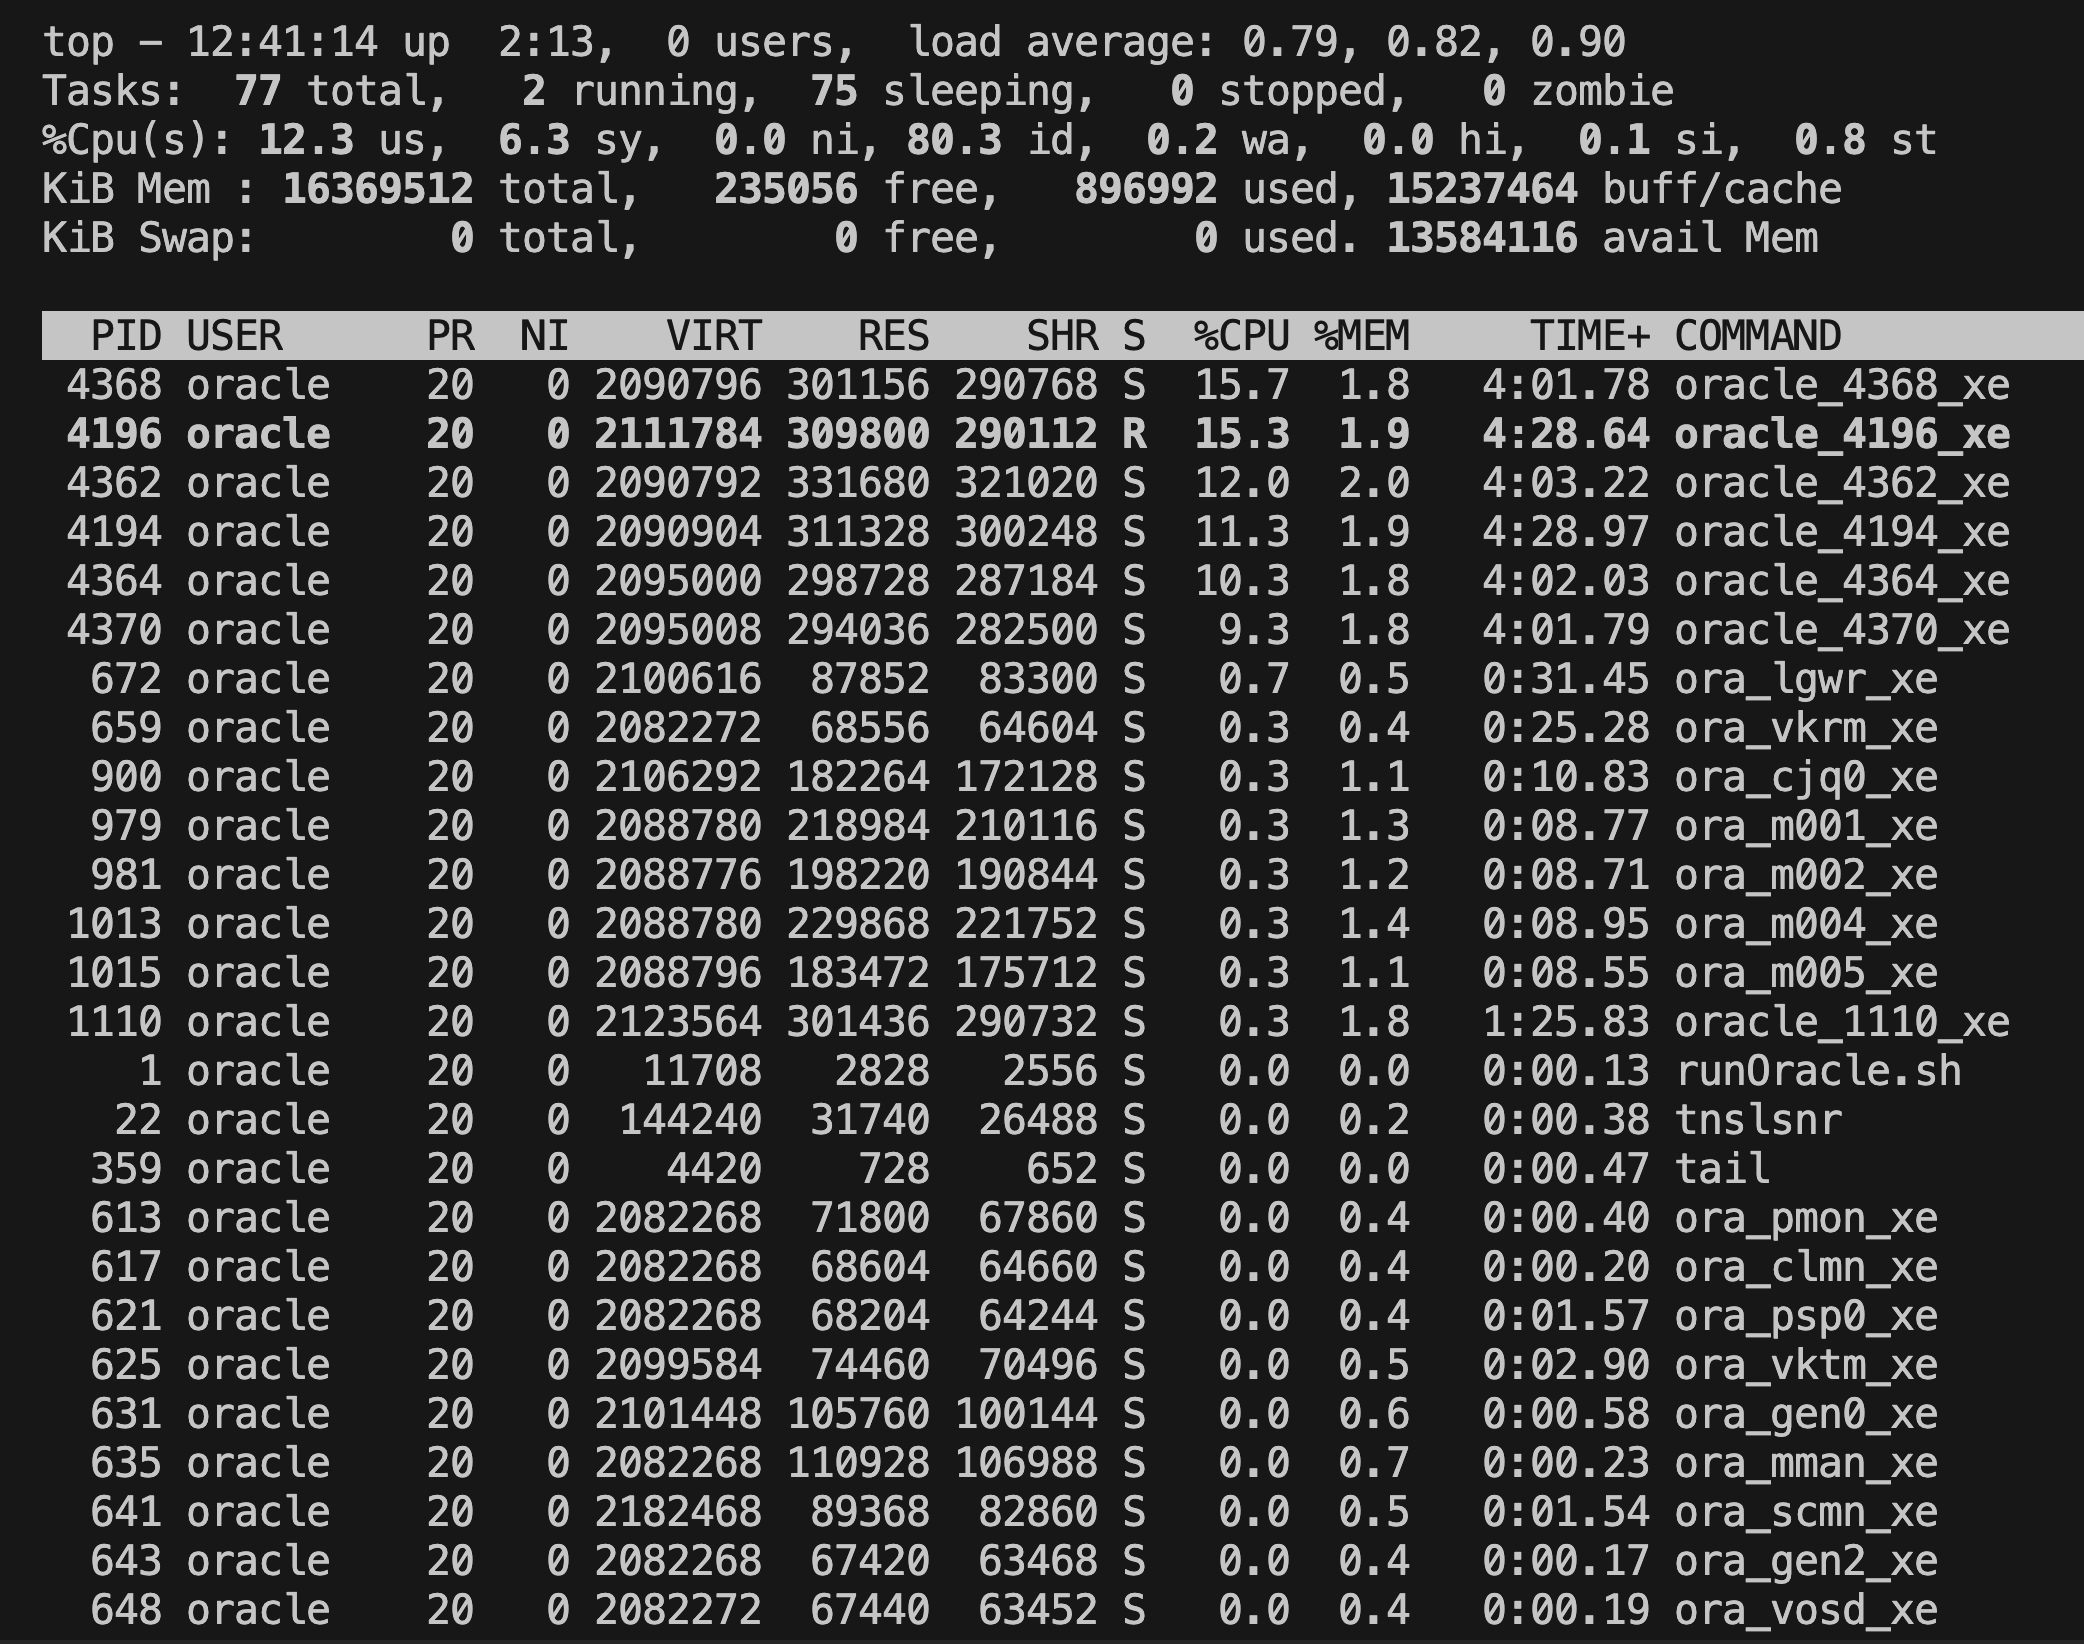 top - 12:41:14 up  2:13,  0 users,  load average: 0.79, 0.82, 0.90
Tasks:  77 total,   2 running,  75 sleeping,   0 stopped,   0 zombie
%Cpu(s): 12.3 us,  6.3 sy,  0.0 ni, 80.3 id,  0.2 wa,  0.0 hi,  0.1 si,  0.8 st
KiB Mem : 16369512 total,   235056 free,   896992 used, 15237464 buff/cache
KiB Swap:        0 total,        0 free,        0 used. 13584116 avail Mem
PID USER      PR  NI    VIRT    RES    SHR S  %CPU %MEM     TIME+ COMMAND
4368 oracle    20   0 2090796 301156 290768 S  15.7  1.8   4:01.78 oracle_4368_xe
4196 oracle    20   0 2111784 309800 290112 R  15.3  1.9   4:28.64 oracle_4196_xe
4362 oracle    20   0 2090792 331680 321020 S  12.0  2.0   4:03.22 oracle_4362_xe
4194 oracle    20   0 2090904 311328 300248 S  11.3  1.9   4:28.97 oracle_4194_xe
4364 oracle    20   0 2095000 298728 287184 S  10.3  1.8   4:02.03 oracle_4364_xe
4370 oracle    20   0 2095008 294036 282500 S   9.3  1.8   4:01.79 oracle_4370_xe
672 oracle    20   0 2100616  87852  83300 S   0.7  0.5   0:31.45 ora_lgwr_xe
659 oracle    20   0 2082272  68556  64604 S   0.3  0.4   0:25.28 ora_vkrm_xe
900 oracle    20   0 2106292 182264 172128 S   0.3  1.1   0:10.83 ora_cjq0_xe
979 oracle    20   0 2088780 218984 210116 S   0.3  1.3   0:08.77 ora_m001_xe
981 oracle    20   0 2088776 198220 190844 S   0.3  1.2   0:08.71 ora_m002_xe
1013 oracle    20   0 2088780 229868 221752 S   0.3  1.4   0:08.95 ora_m004_xe
1015 oracle    20   0 2088796 183472 175712 S   0.3  1.1   0:08.55 ora_m005_xe
1110 oracle    20   0 2123564 301436 290732 S   0.3  1.8   1:25.83 oracle_1110_xe
1 oracle    20   0   11708   2828   2556 S   0.0  0.0   0:00.13 runOracle.sh
22 oracle    20   0  144240  31740  26488 S   0.0  0.2   0:00.38 tnslsnr
359 oracle    20   0    4420    728    652 S   0.0  0.0   0:00.47 tail
613 oracle    20   0 2082268  71800  67860 S   0.0  0.4   0:00.40 ora_pmon_xe
617 oracle    20   0 2082268  68604  64660 S   0.0  0.4   0:00.20 ora_clmn_xe
621 oracle    20   0 2082268  68204  64244 S   0.0  0.4   0:01.57 ora_psp0_xe
625 oracle    20   0 2099584  74460  70496 S   0.0  0.5   0:02.90 ora_vktm_xe
631 oracle    20   0 2101448 105760 100144 S   0.0  0.6   0:00.58 ora_gen0_xe
635 oracle    20   0 2082268 110928 106988 S   0.0  0.7   0:00.23 ora_mman_xe
641 oracle    20   0 2182468  89368  82860 S   0.0  0.5   0:01.54 ora_scmn_xe
643 oracle    20   0 2082268  67420  63468 S   0.0  0.4   0:00.17 ora_gen2_xe
648 oracle    20   0 2082272  67440  63452 S   0.0  0.4   0:00.19 ora_vosd_xe